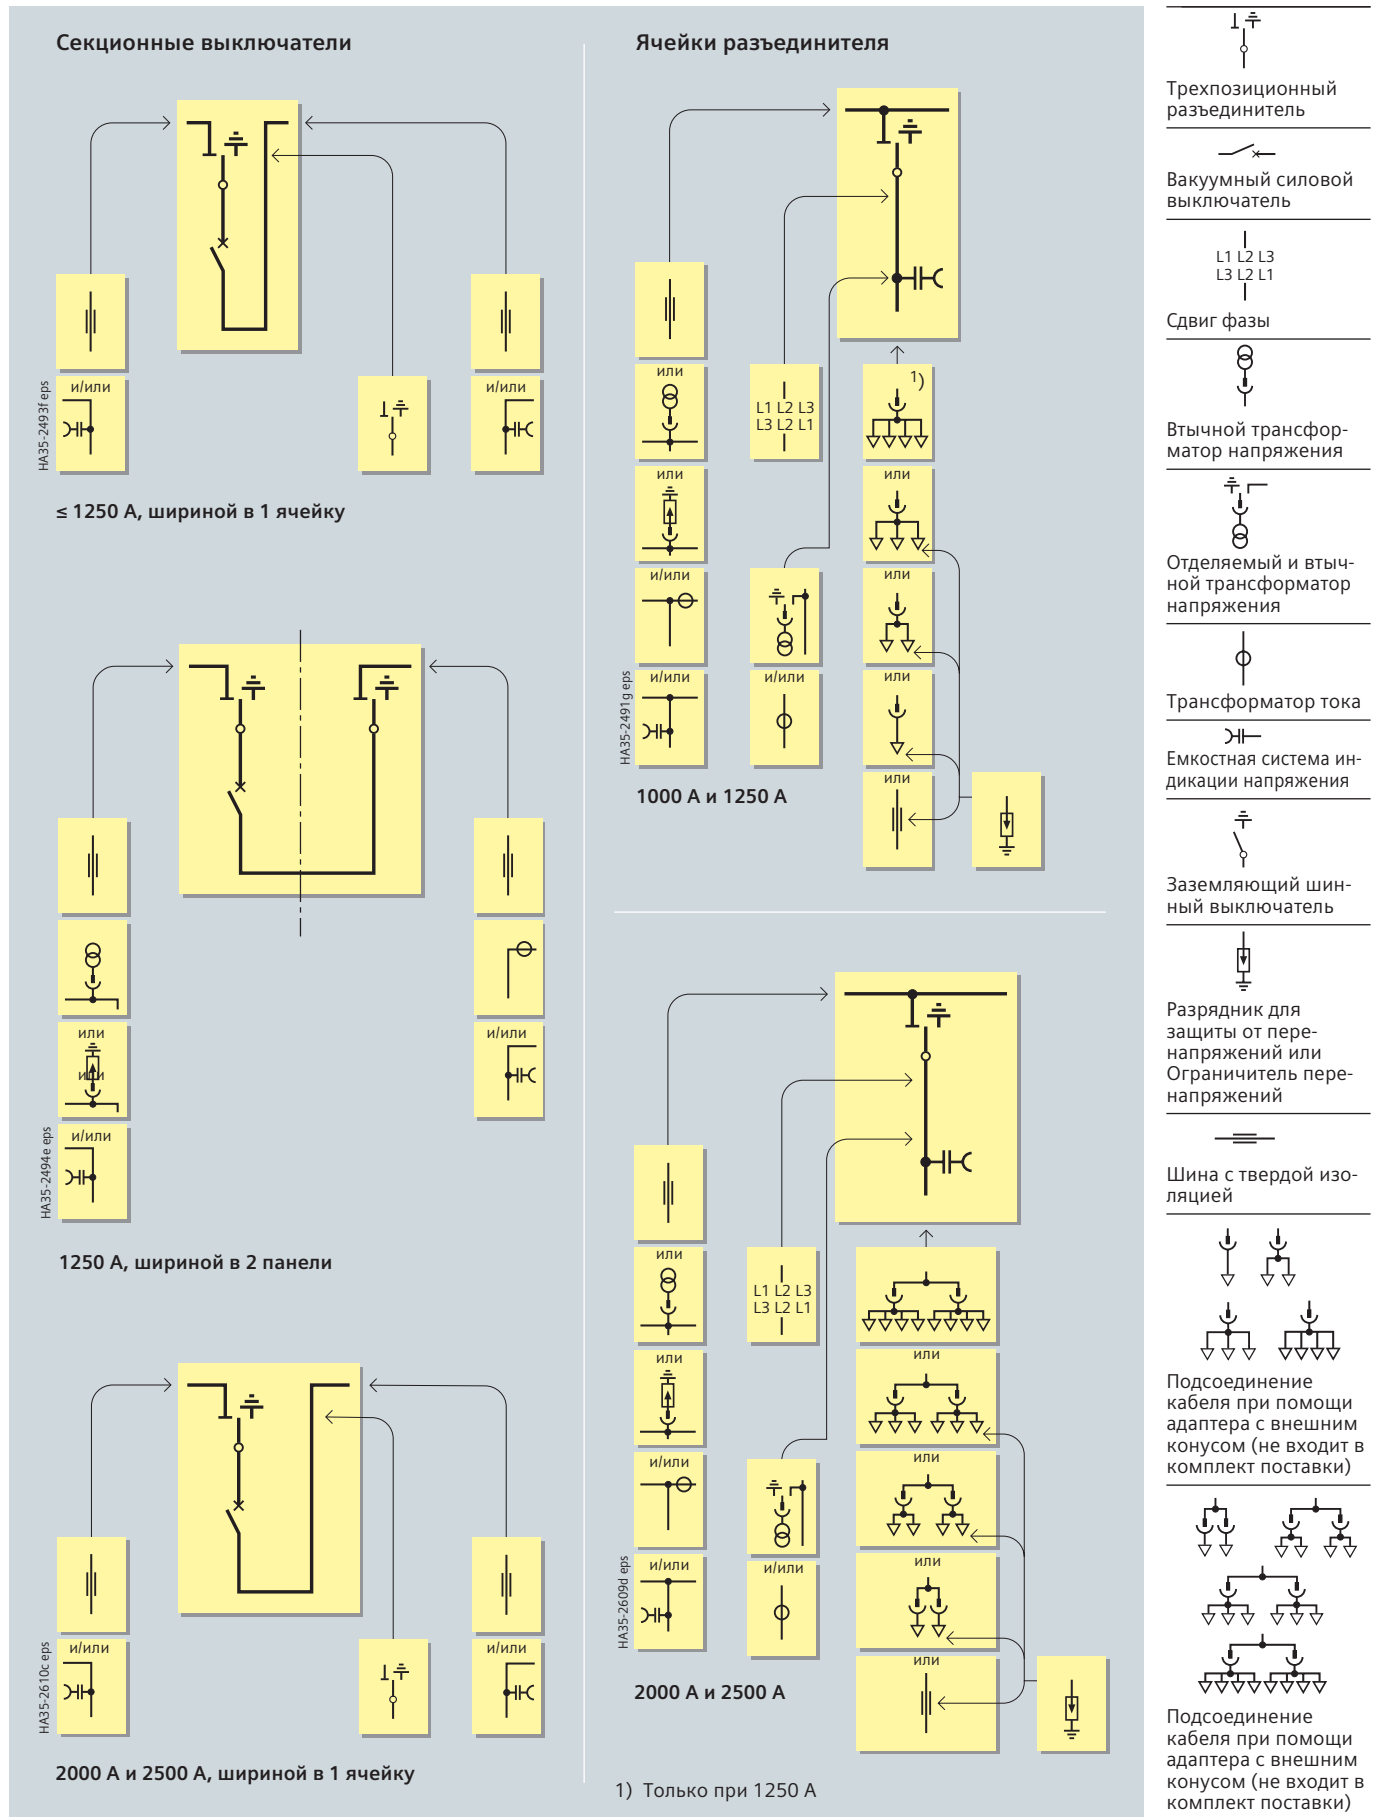 Секционные выключатели
HA35-2493f eps
и/или
и/или
≤ 1250 А, шириной в 1 ячейку
или
или
и/или
и/или
и/или
HA35-2494e eps
1250 А, шириной в 2 панели
HA35-2610c eps
и/или
и/или
2000 А и 2500 А, шириной в 1 ячейку
Ячейки разъединителя
или
или
и/или
и/или
HA35-2491g eps
L1 L2 L3
L3 L2 L1
и/или
1)
или
или
или
или
1000 А и 1250 А
или
или
и/или
и/или
HA35-2609d eps
L1 L2 L3
L3 L2 L1
и/или
или
или
или
или
2000 А и 2500 А
1) Только при 1250 А
Трехпозиционный
разъединитель
Вакуумный силовой
выключатель
L1 L2 L3
L3 L2 L1
Сдвиг фазы
Втычной трансфор-
матор напряжения
Отделяемый и втыч-
ной трансформатор
напряжения
Трансформатор тока
Емкостная система ин-
дикации напряжения
Заземляющий шин-
ный выключатель
Разрядник для
защиты от пере-
напряжений или
Ограничитель пере-
напряжений
Шина с твердой изо-
ляцией
Подсоединение
кабеля при помощи
адаптера с внешним
конусом (не входит в
комплект поставки)
Подсоединение
кабеля при помощи
адаптера с внешним
конусом (не входит в
комплект поставки)